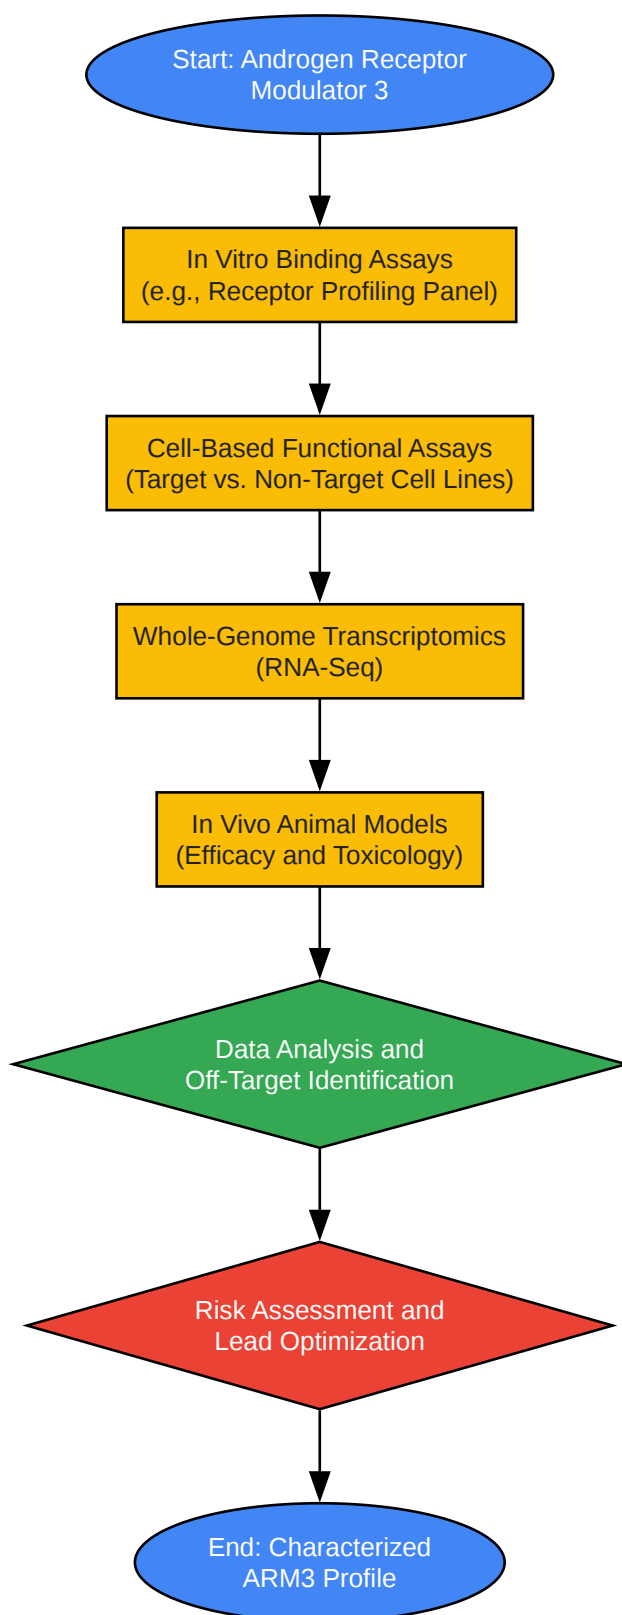 Start: Androgen Receptor
Modulator 3
In Vitro Binding Assays
(e.g., Receptor Profiling Panel)
Cell-Based Functional Assays
(Target vs. Non-Target Cell Lines)
Whole-Genome Transcriptomics
(RNA-Seq)
In Vivo Animal Models
(Efficacy and Toxicology)
Data Analysis and
Off-Target Identification
Risk Assessment and
Lead Optimization
End: Characterized
ARM3 Profile